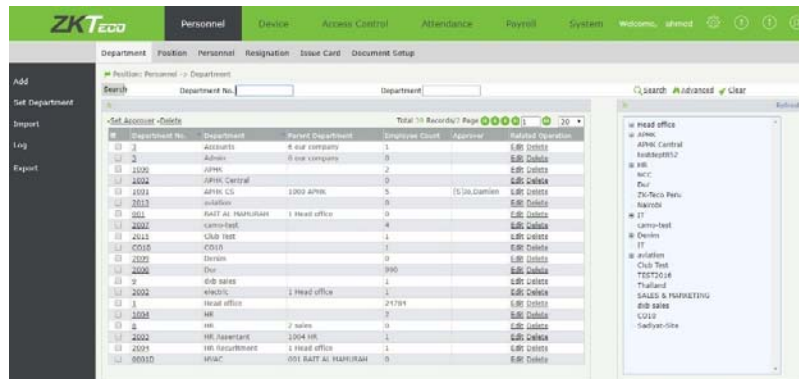 ZKTeco
Personnel Device Access Control Attendance Payroll System Welcome, ahmed
Department Position Personnel Resignation Issue Card Document Setup
Add
Set Department
Import
Log
Export
Position: Personnel -> Department
Search Department No. Department Search Advanced Clear
Set Approver Delete Total Records/2 Page 1 20
Department No. Department Parent Department Employee Count Approver Related Operation
Accounts 6 our company 1 Edit Delete
3 Admin 6 our company 0 Edit Delete
1000 APHK 2 Edit Delete
1002 APHK Central 0 Edit Delete
1001 APHK CS 1000 APHK 5 Edit Delete
2013 aviation 0 Edit Delete
001 BAIT AL MAMURAH 1 Head office 0 Edit Delete
2007 camo-test 4 Edit Delete
2015 Club Test 1 Edit Delete
CO10 CO10 1 Edit Delete
2009 Denim 0 Edit Delete
2000 Dur Edit Delete
9 dxb sales 1 Edit Delete
2002 electric 1 Head office 1 Edit Delete
1 Head office 24784 Edit Delete
1004 HR Edit Delete
8 HR 2 sales 0 Edit Delete
2003 HR 1004 HR 1 Edit Delete
2004 HR 1 Head office 1 Edit Delete
HVAC 001 BAIT AL MAMURAH 0 Edit Delete
Refresh
Head office
APHK
APHK Central
testdept852
HR
NCC
Dur
ZK-Teco Peru
Nairobi
IT
camo-test
Denim
IT
aviation
Club Test
TEST2016
Thailand
SALES & MARKETING
dxb sales
CO10
Sadiyat-Site